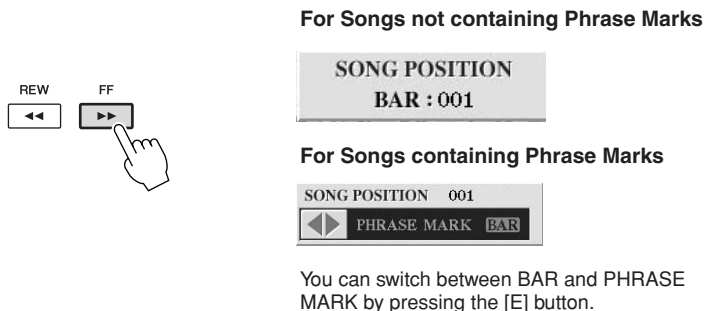 For Songs not containing Phrase Marks
SONG POSITION
BAR : 001
REW FF
For Songs containing Phrase Marks
SONG POSITION 001
PHRASE MARK BAR
You can switch between BAR and PHRASE
MARK by pressing the [E] button.